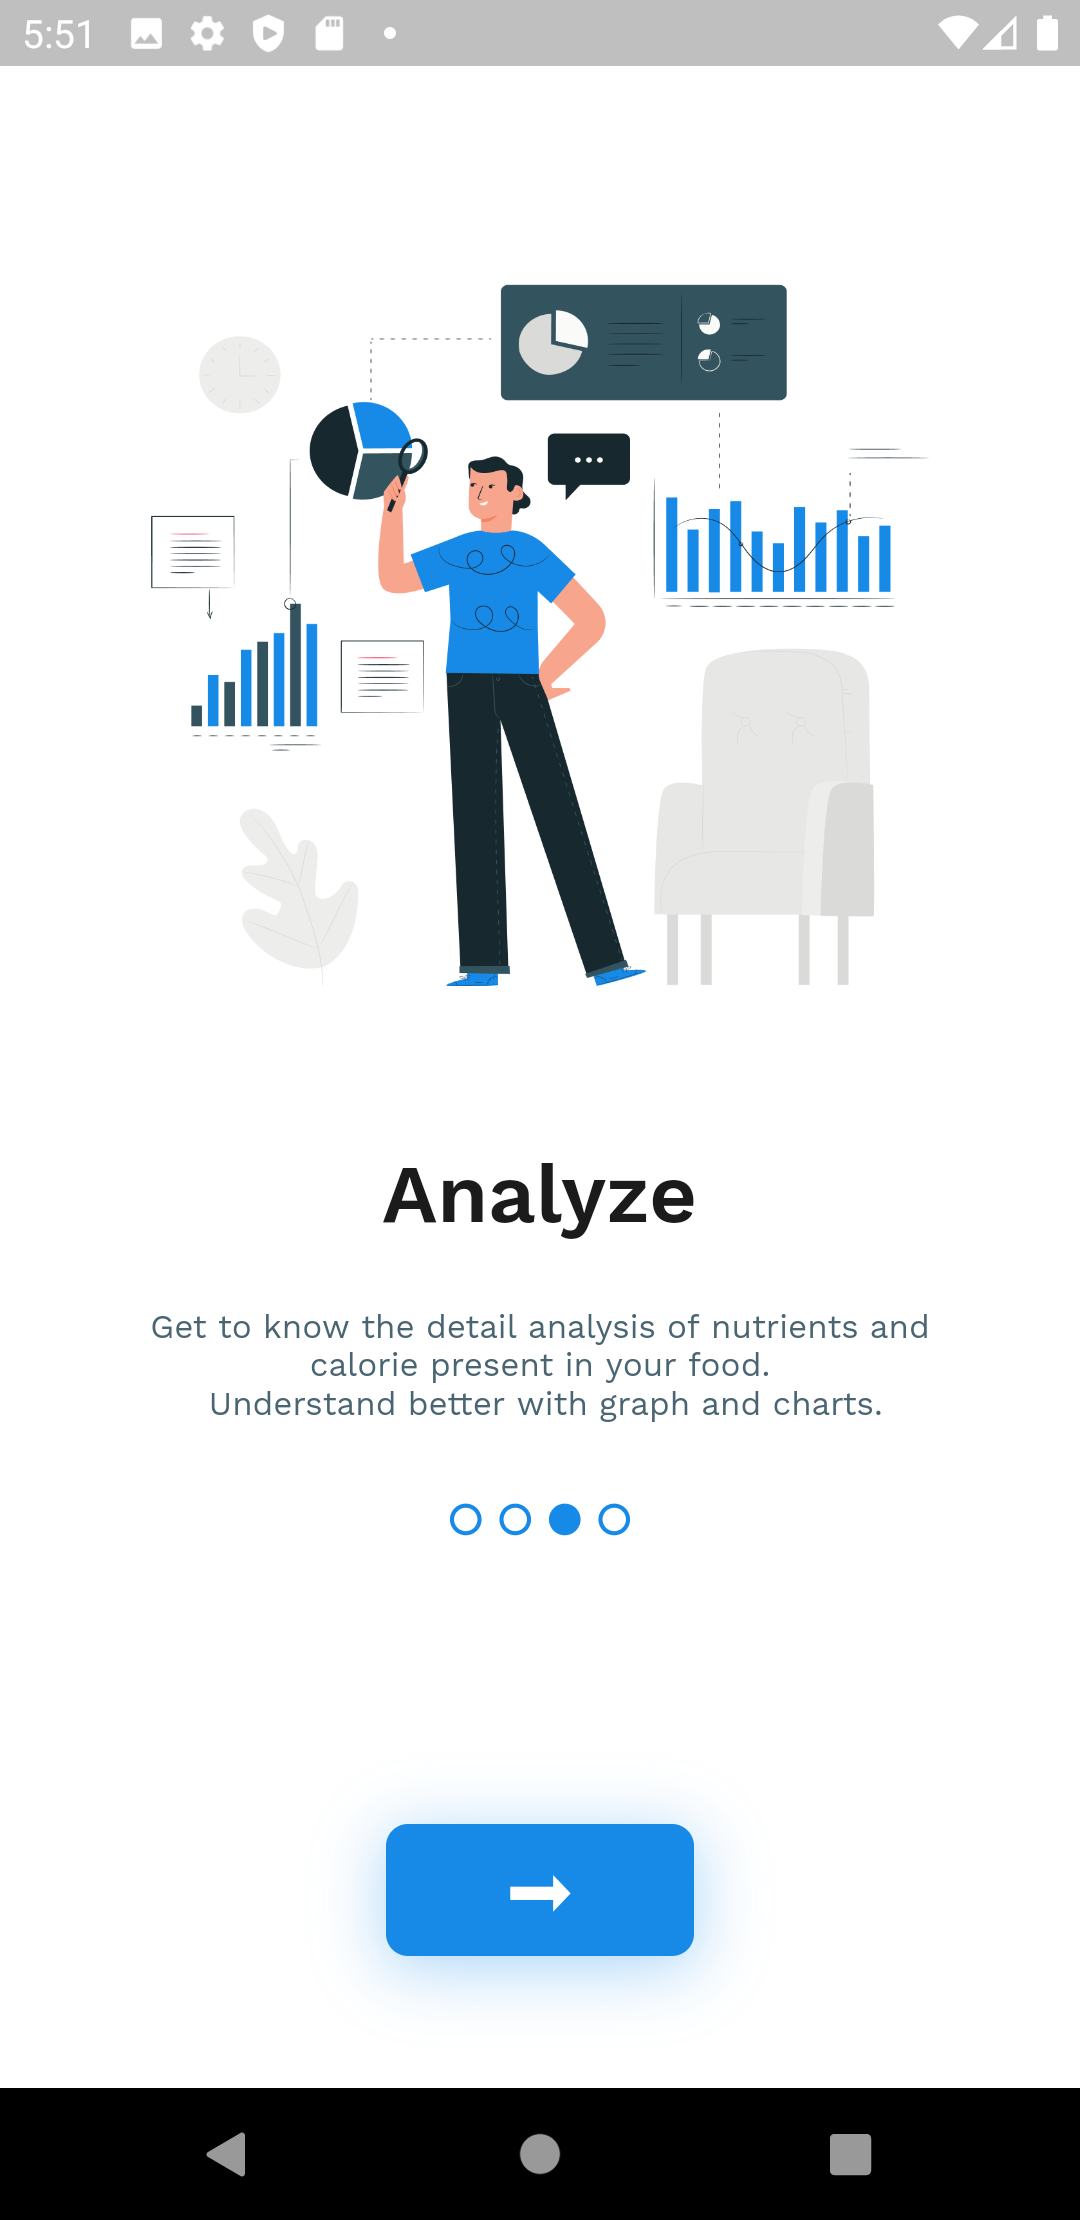 5:51
Analyze
Get to know the detail analysis of nutrients and
calorie present in your food.
Understand better with graph and charts.